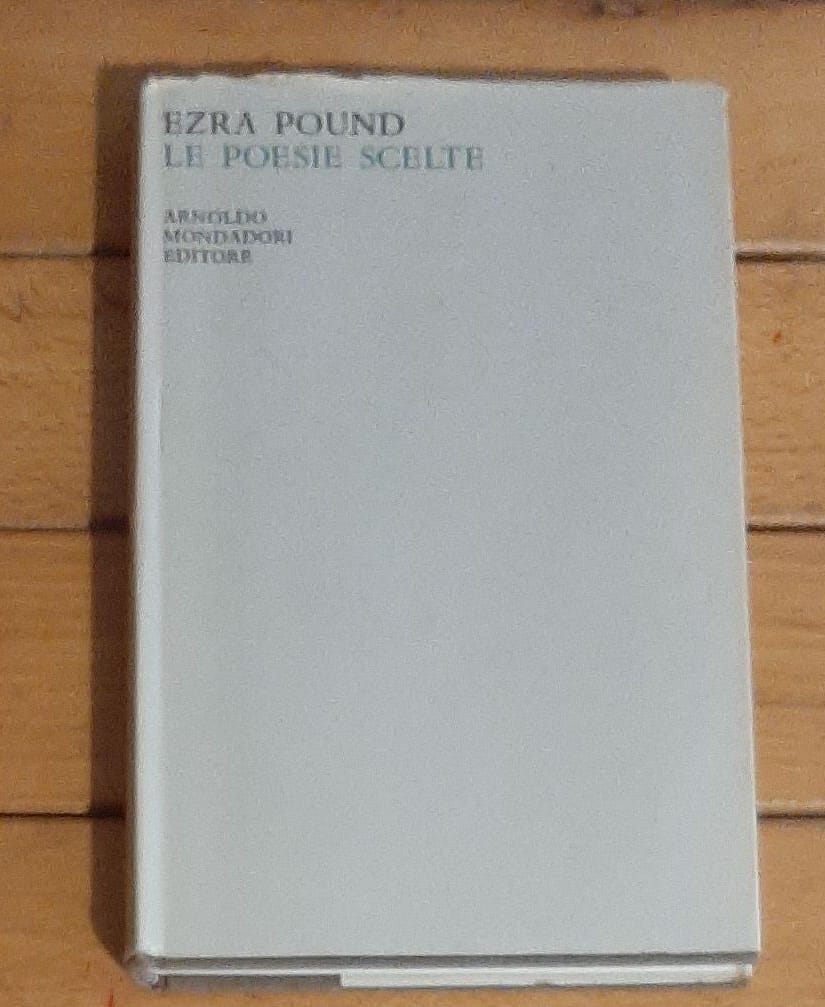 EZRA POUND
LE POESIE SCELTE
ARNOLDO
MONDADORI
EDITORE